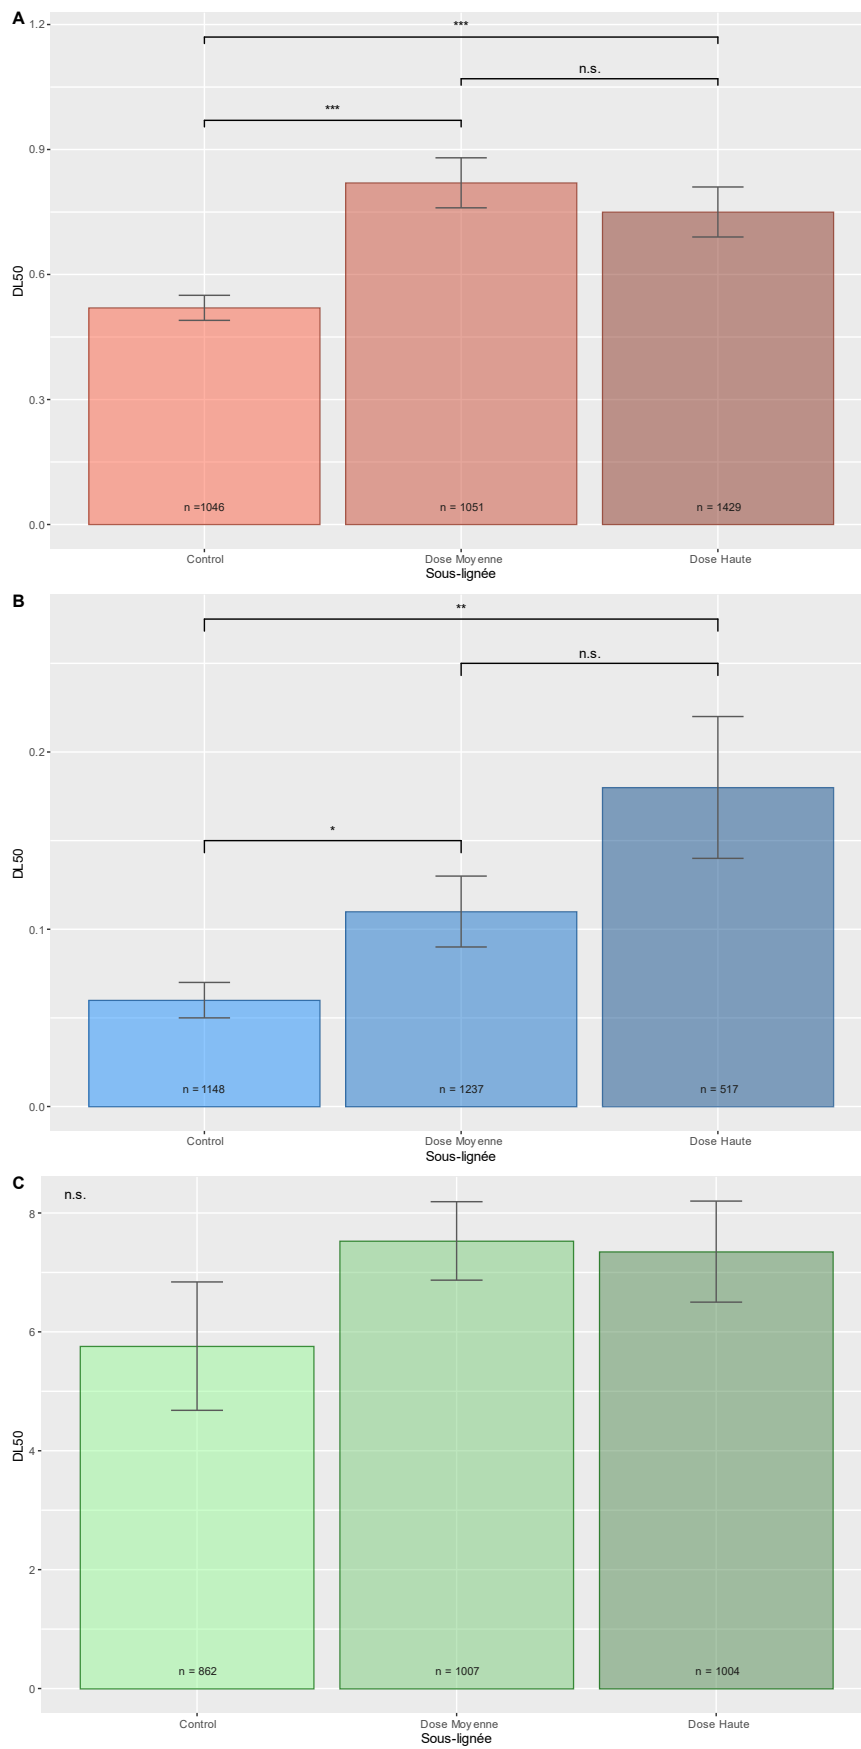 A
1.2
***
n.s.
***
0.9
0.6
DL50
0.3
n =1046
n = 1051
n = 1429
0.0
Control
Dose Moyenne
Dose Haute
Sous-lignée
B
**
n.s.
0.2
*
DL50
0.1
n = 1148
n = 1237
n = 517
0.0
Control
Dose Moyenne
Dose Haute
Sous-lignée
C
n.s.
8
6
DL50
4
2
n = 862
n = 1007
n = 1004
0
Control
Dose Moyenne
Dose Haute
Sous-lignée